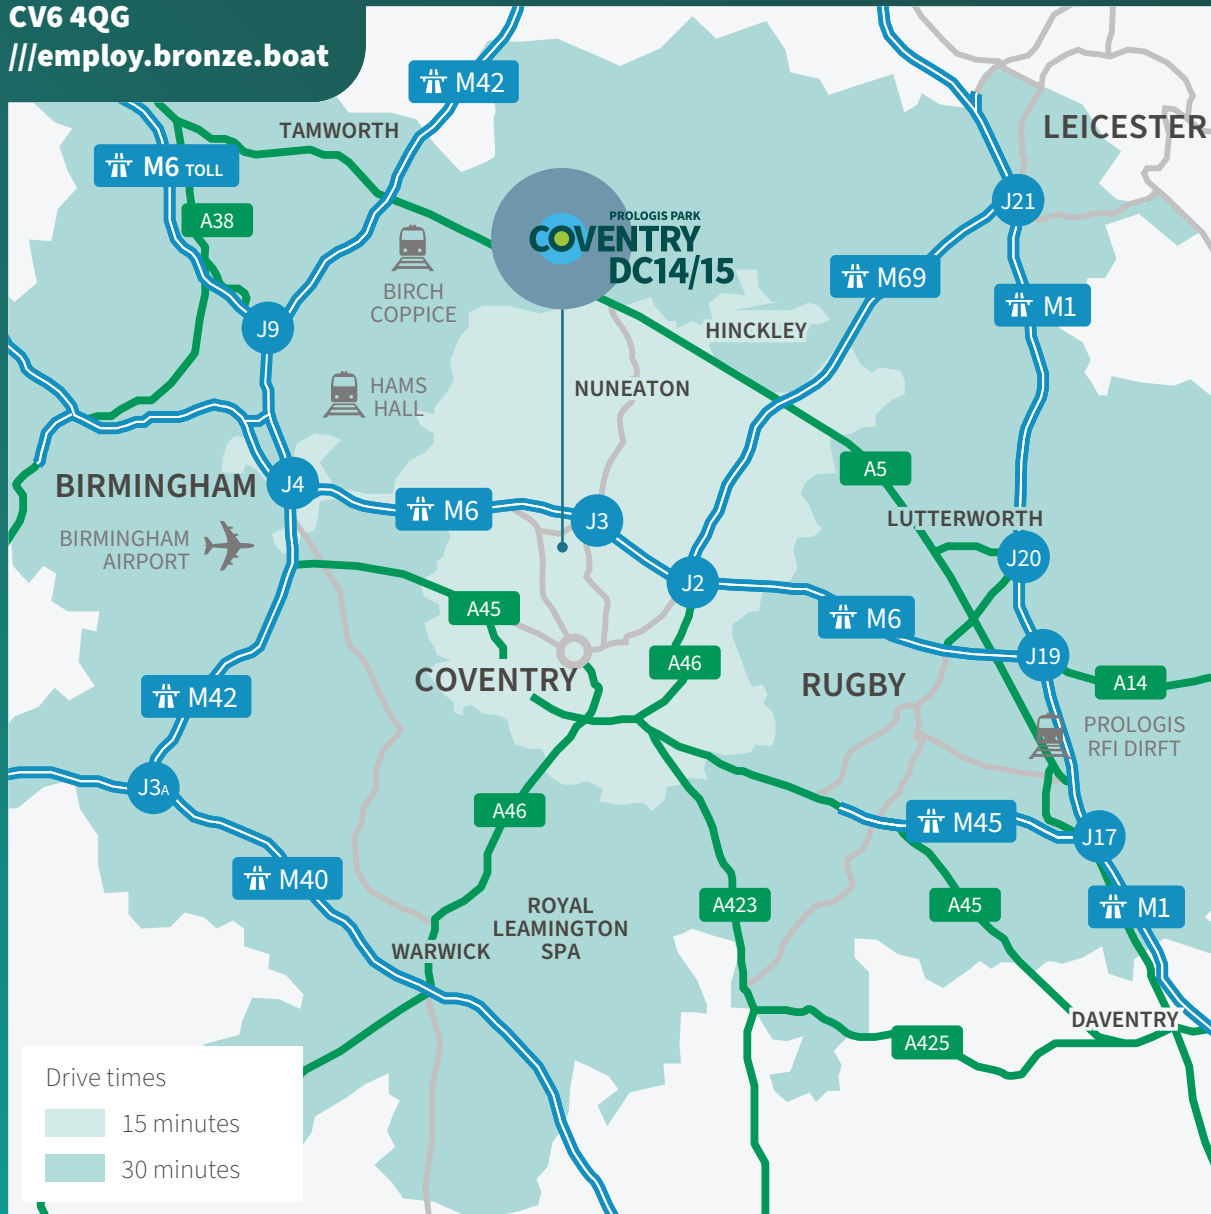 CV6 4QG
///employ.bronze.boat
M42
TAMWORTH
LEICESTER
M6 TOLL
A38
J21
PROLOGIS PARK
COVENTRY
DC14/15
BIRCH
COPPICE
M69
M1
J9
HINCKLEY
HAMS
HALL
NUNEATON
A5
BIRMINGHAM
J4
M6
J3
LUTTERWORTH
BIRMINGHAM
AIRPORT
J20
J2
A45
M6
A46
J19
COVENTRY
RUGBY
A14
M42
PROLOGIS
RFI DIRFT
J3A
A46
M45
J17
M40
A423
A45
M1
ROYAL
LEAMINGTON
SPA
WARWICK
DAVENTRY
A425
Drive times
15 minutes
30 minutes